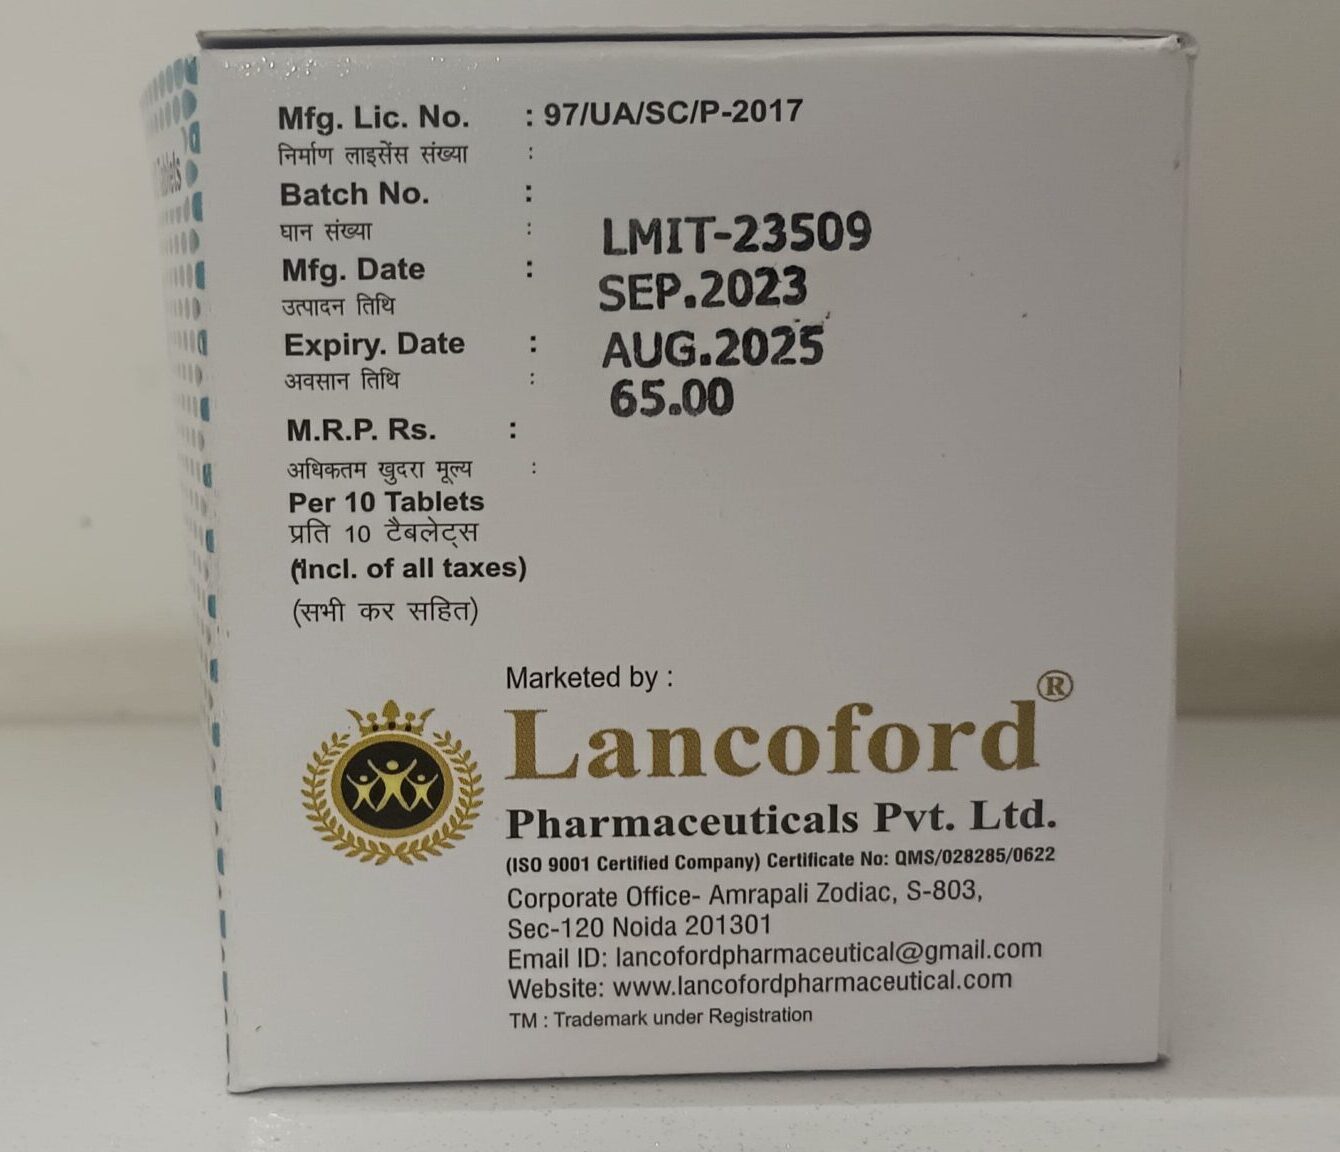 Mfg. Lic. No. : 97/UA/SC/P-2017
निर्माण लाइसेंस संख्या :
Batch No. :
घान संख्या : LMIT-23509
Mfg. Date : SEP.2023
उत्पादन तिथि
Expiry. Date : AUG.2025
अवसान तिथि : 65.00
M.R.P. Rs. :
अधिकतम खुदरा मूल्य :
Per 10 Tablets
प्रति 10 टैबलेट्स
(Incl. of all taxes)
(सभी कर सहित)
Marketed by :
Lancoford ®
Pharmaceuticals Pvt. Ltd.
(ISO 9001 Certified Company) Certificate No: QMS/028285/0622
Corporate Office- Amrapali Zodiac, S-803,
Sec-120 Noida 201301
Email ID: lancofordpharmaceutical@gmail.com
Website: www.lancofordpharmaceutical.com
TM : Trademark under Registration
Tablets